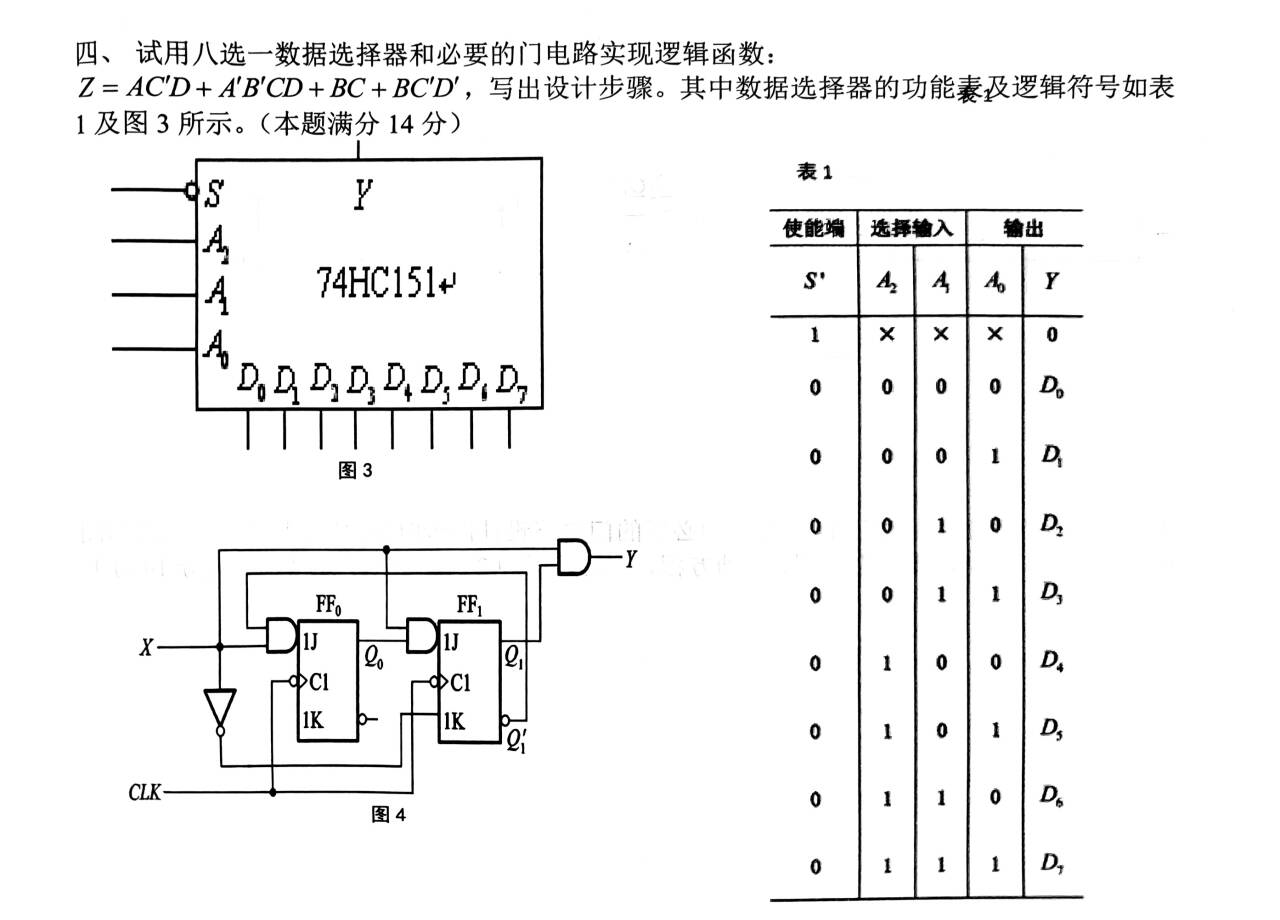 四、 试用八选一数据选择器和必要的门电路实现逻辑函数：
Z = AC'D + A'B'CD + BC + BC'D'，写出设计步骤。其中数据选择器的功能表及逻辑符号如表
表 1
1 及图 3 所示。（本题满分 14 分）
S Y
A₂
A₁ 74HC151↵
A₀
D₀ D₁ D₂ D₃ D₄ D₅ D₆ D₇
图 3
表 1
使能端 选择输入 输出
S' A₂ A₁ A₀ Y
1 × × × 0
0 0 0 0 D₀
0 0 0 1 D₁
0 0 1 0 D₂
0 0 1 1 D₃
0 1 0 0 D₄
0 1 0 1 D₅
0 1 1 0 D₆
0 1 1 1 D₇
Y
FF₀ FF₁
X 1J Q₀ 1J Q₁
C1 C1
1K 1K
Q₁'
CLK
图 4